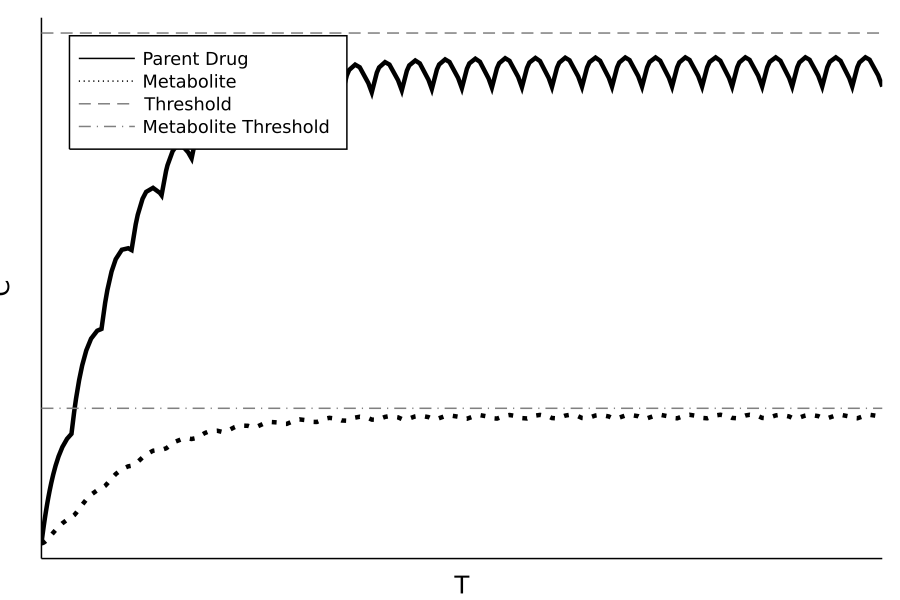 Parent Drug
Metabolite
Threshold
Metabolite Threshold
T